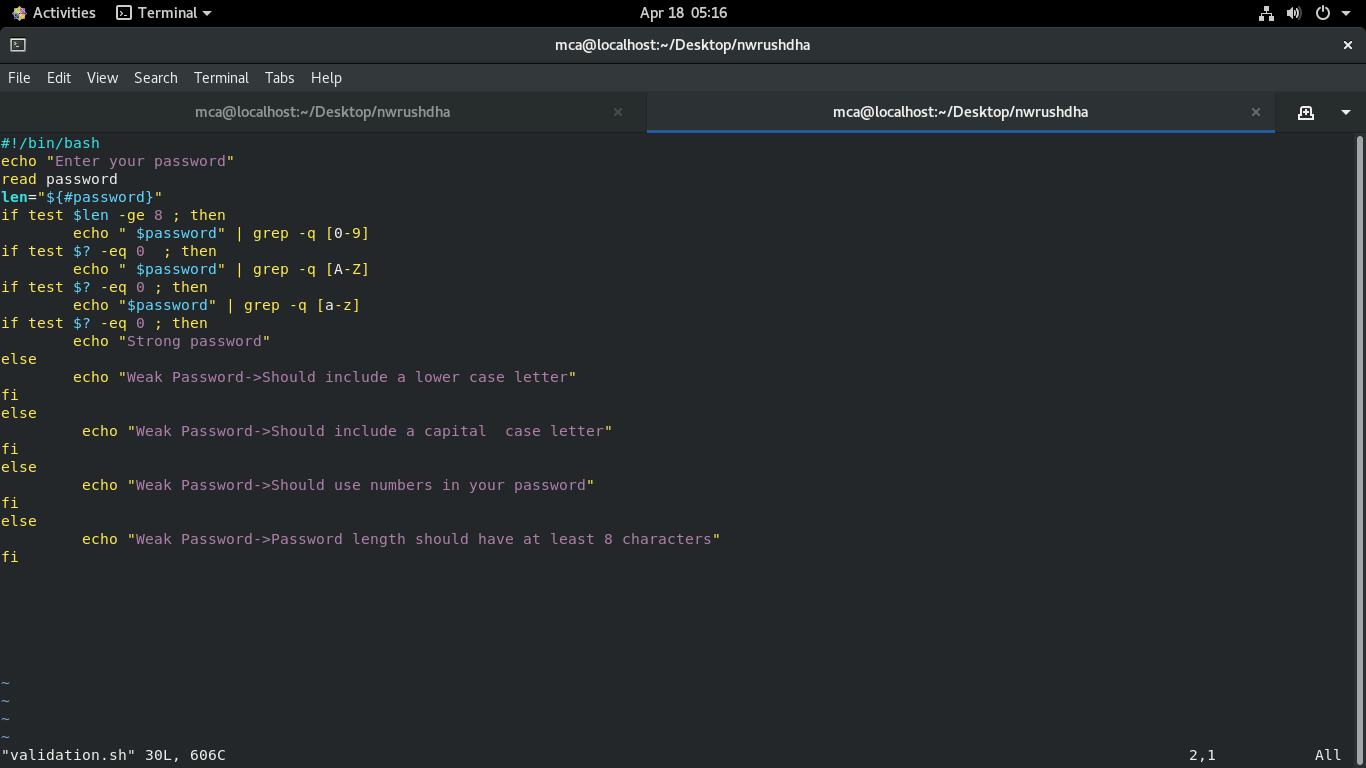 Activities Terminal Apr 18 05:16
mca@localhost:~/Desktop/nwrushdha
File Edit View Search Terminal Tabs Help
mca@localhost:~/Desktop/nwrushdha × mca@localhost:~/Desktop/nwrushdha ×
#!/bin/bash
echo "Enter your password"
read password
len="${#password}"
if test $len -ge 8 ; then
        echo " $password" | grep -q [0-9]
if test $? -eq 0  ; then
        echo " $password" | grep -q [A-Z]
if test $? -eq 0 ; then
        echo "$password" | grep -q [a-z]
if test $? -eq 0 ; then
        echo "Strong password"
else
        echo "Weak Password->Should include a lower case letter"
fi
else
         echo "Weak Password->Should include a capital  case letter"
fi
else
         echo "Weak Password->Should use numbers in your password"
fi
else
         echo "Weak Password->Password length should have at least 8 characters"
fi
~
~
~
~
"validation.sh" 30L, 606C 2,1 All